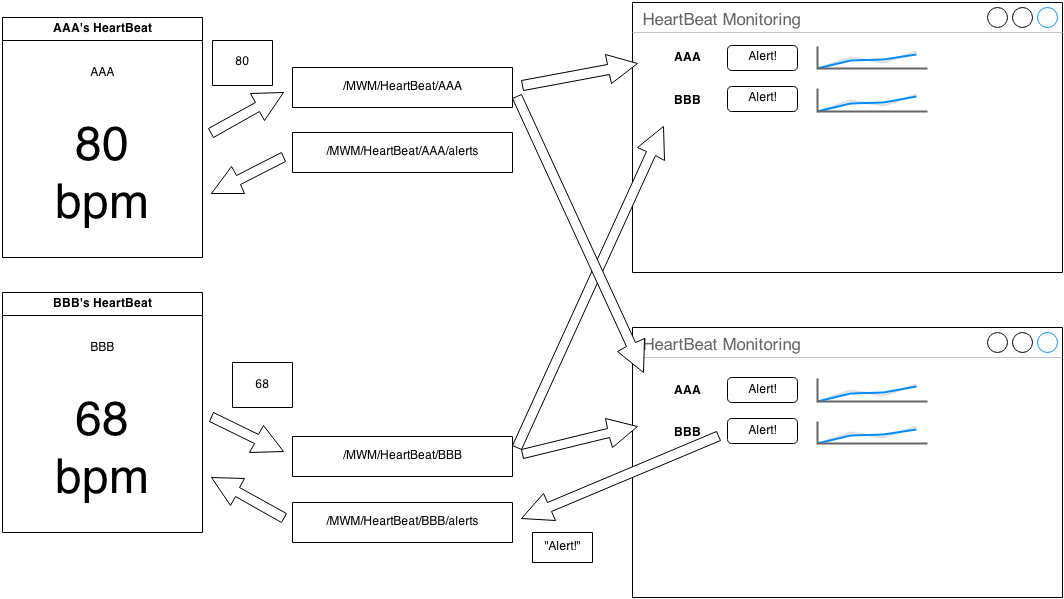 AAA's HeartBeat
AAA
80
bpm
80
/MWM/HeartBeat/AAA
/MWM/HeartBeat/AAA/alerts
HeartBeat Monitoring
AAA
Alert!
BBB
Alert!
BBB's HeartBeat
BBB
68
bpm
68
/MWM/HeartBeat/BBB
/MWM/HeartBeat/BBB/alerts
"Alert!"
HeartBeat Monitoring
AAA
Alert!
BBB
Alert!